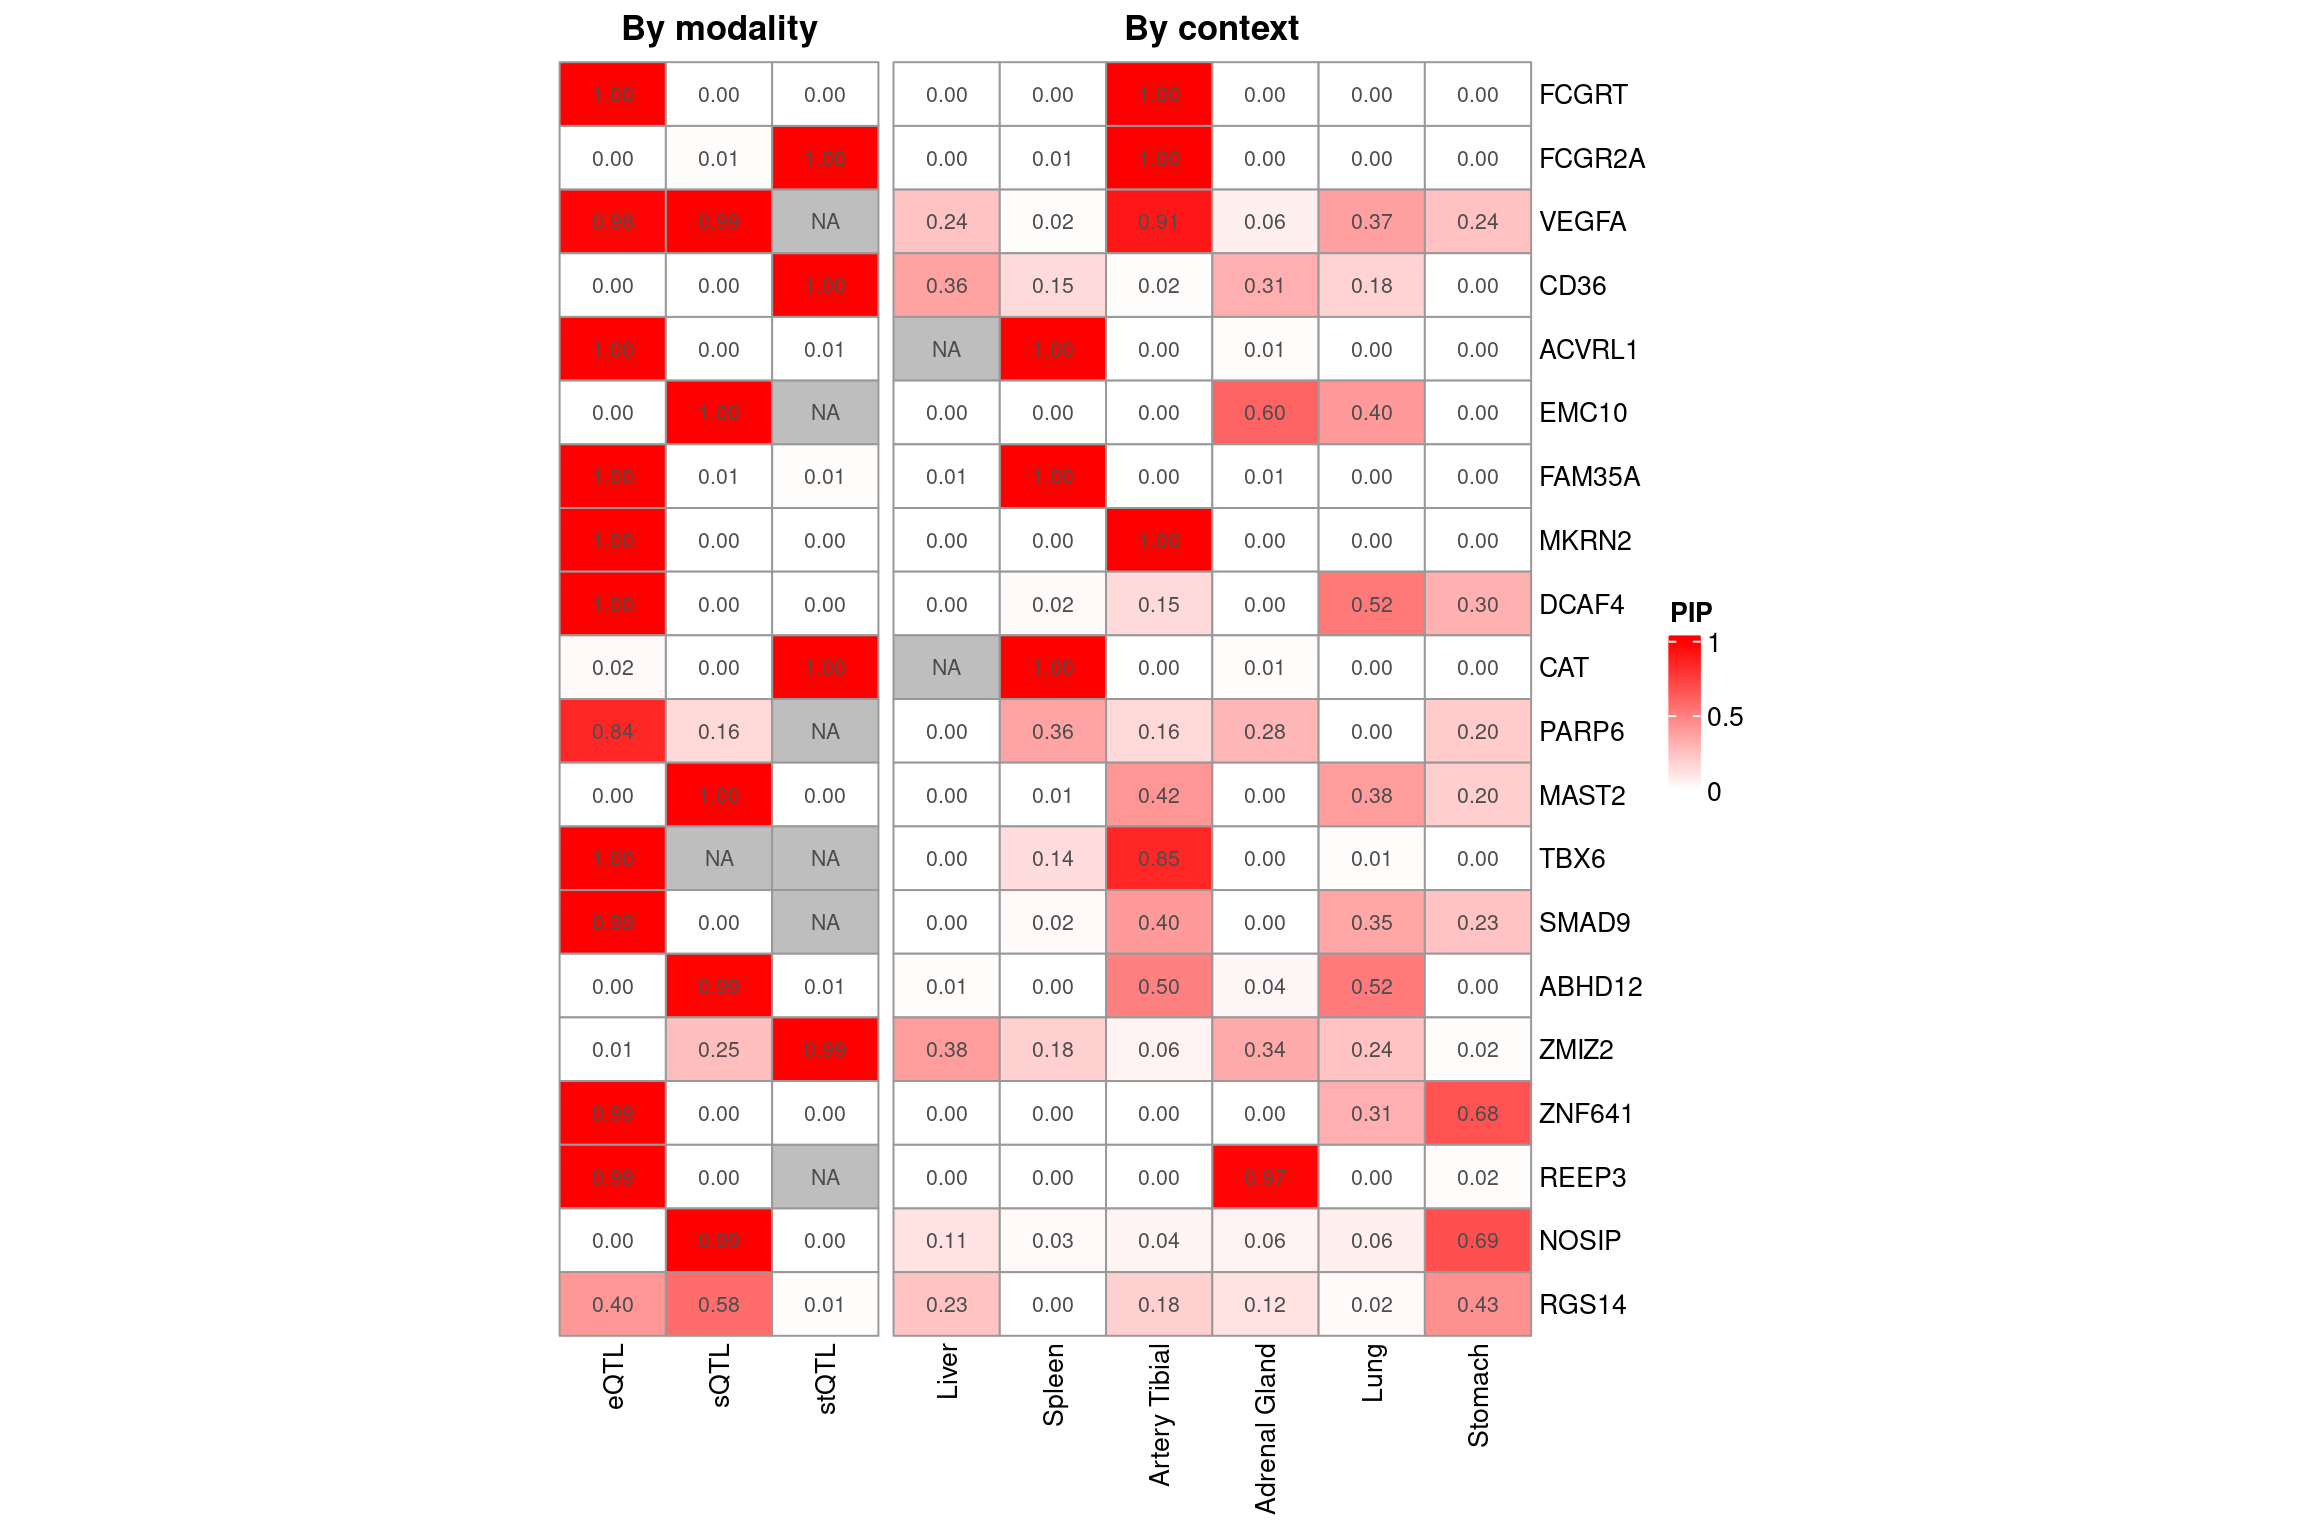 By modality By context
1.00 0.00 0.00 0.00 0.00 1.00 0.00 0.00 0.00 FCGRT
0.00 0.01 1.00 0.00 0.01 1.00 0.00 0.00 0.00 FCGR2A
0.98 0.99 NA 0.24 0.02 0.91 0.06 0.37 0.24 VEGFA
0.00 0.00 1.00 0.36 0.15 0.02 0.31 0.18 0.00 CD36
1.00 0.00 0.01 NA 1.00 0.00 0.01 0.00 0.00 ACVRL1
0.00 1.00 NA 0.00 0.00 0.00 0.60 0.40 0.00 EMC10
1.00 0.01 0.01 0.01 1.00 0.00 0.01 0.00 0.00 FAM35A
1.00 0.00 0.00 0.00 0.00 1.00 0.00 0.00 0.00 MKRN2
1.00 0.00 0.00 0.00 0.02 0.15 0.00 0.52 0.30 DCAF4
0.02 0.00 1.00 NA 1.00 0.00 0.01 0.00 0.00 CAT
0.84 0.16 NA 0.00 0.36 0.16 0.28 0.00 0.20 PARP6
0.00 1.00 0.00 0.00 0.01 0.42 0.00 0.38 0.20 MAST2
1.00 NA NA 0.00 0.14 0.85 0.00 0.01 0.00 TBX6
0.99 0.00 NA 0.00 0.02 0.40 0.00 0.35 0.23 SMAD9
0.00 0.99 0.01 0.01 0.00 0.50 0.04 0.52 0.00 ABHD12
0.01 0.25 0.99 0.38 0.18 0.06 0.34 0.24 0.02 ZMIZ2
0.99 0.00 0.00 0.00 0.00 0.00 0.00 0.31 0.68 ZNF641
0.99 0.00 NA 0.00 0.00 0.00 0.97 0.00 0.02 REEP3
0.00 0.99 0.00 0.11 0.03 0.04 0.06 0.06 0.69 NOSIP
0.40 0.58 0.01 0.23 0.00 0.18 0.12 0.02 0.43 RGS14
eQTL
sQTL
stQTL
Liver
Spleen
Artery Tibial
Adrenal Gland
Lung
Stomach
PIP
1
0.5
0